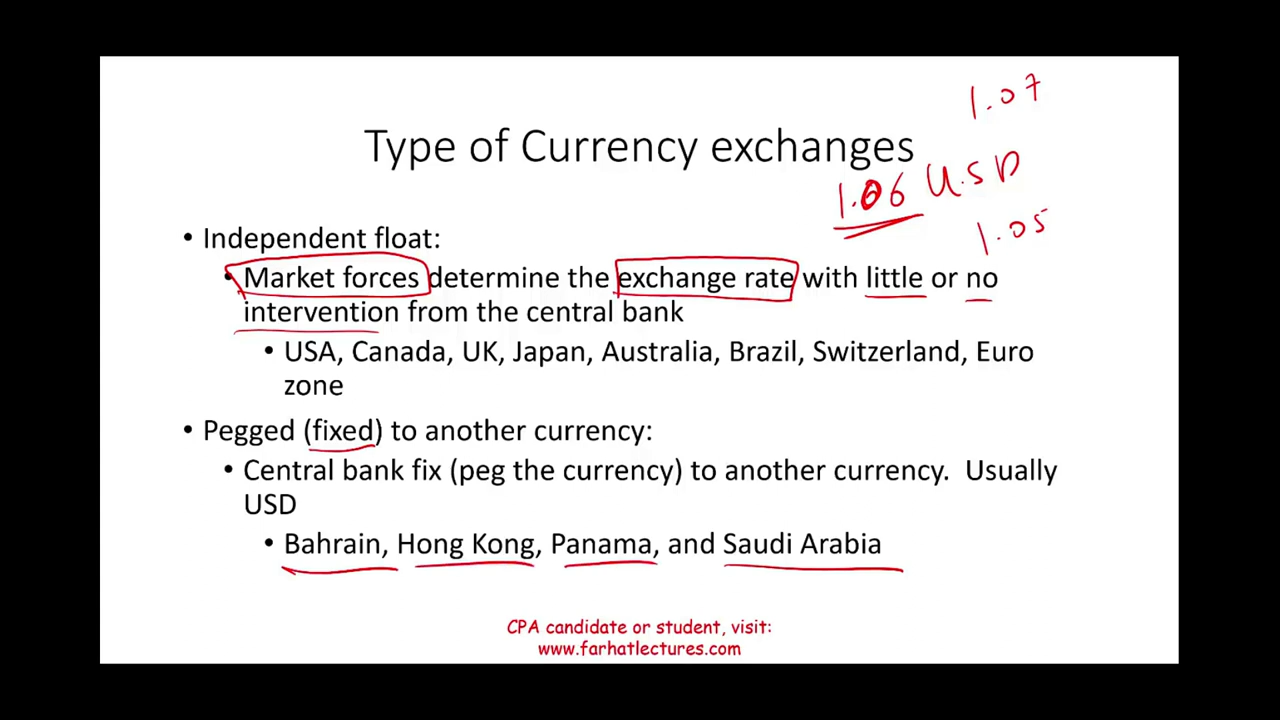 1.07
Type of Currency exchanges
1.06 U.S D
1.05
• Independent float:
• Market forces determine the exchange rate with little or no
intervention from the central bank
• USA, Canada, UK, Japan, Australia, Brazil, Switzerland, Euro
zone
• Pegged (fixed) to another currency:
• Central bank fix (peg the currency) to another currency. Usually
USD
• Bahrain, Hong Kong, Panama, and Saudi Arabia
CPA candidate or student, visit:
www.farhatlectures.com